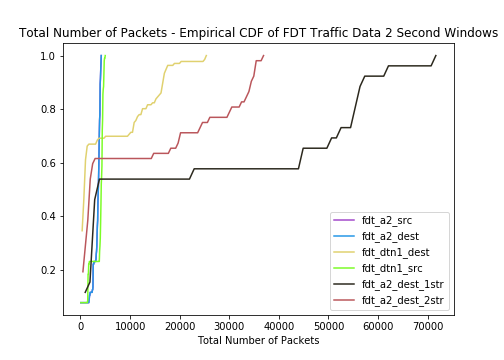 Total Number of Packets - Empirical CDF of FDT Traffic Data 2 Second Windows
1.0
0.8
0.6
0.4
0.2
fdt_a2_src
fdt_a2_dest
fdt_dtn1_dest
fdt_dtn1_src
fdt_a2_dest_1str
fdt_a2_dest_2str
0 10000 20000 30000 40000 50000 60000 70000
Total Number of Packets